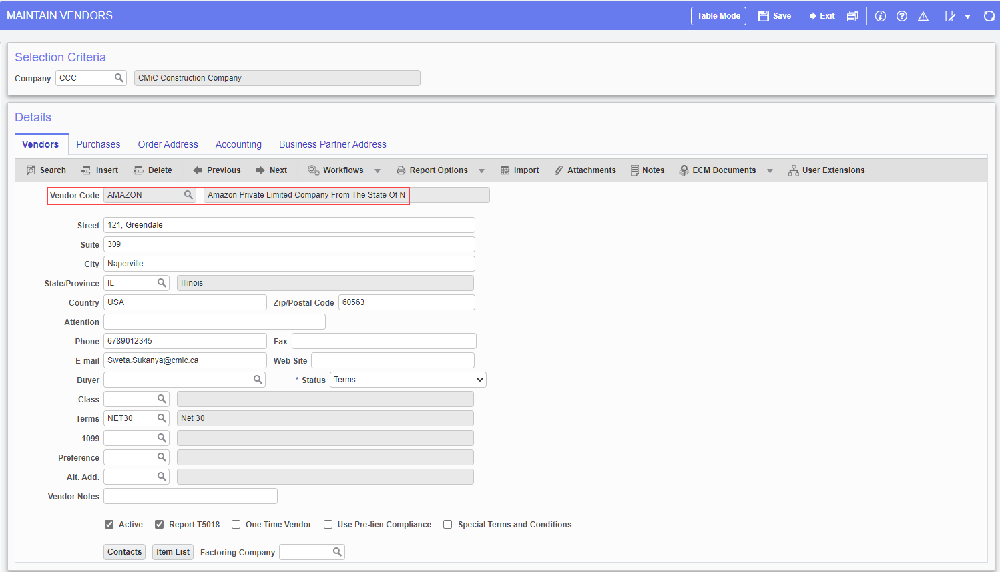 MAINTAIN VENDORS Table Mode Save Exit
Selection Criteria
Company CCC CMiC Construction Company
Details
Vendors Purchases Order Address Accounting Business Partner Address
Search Insert Delete Previous Next Workflows Report Options Import Attachments Notes ECM Documents User Extensions
Vendor Code AMAZON Amazon Private Limited Company From The State Of N
Street 121, Greendale
Suite 309
City Naperville
State/Province IL Illinois
Country USA Zip/Postal Code 60563
Attention
Phone 6789012345 Fax
E-mail Sweta.Sukanya@cmic.ca Web Site
Buyer * Status Terms
Class
Terms NET30 Net 30
1099
Preference
Alt. Add.
Vendor Notes
Active Report T5018 One Time Vendor Use Pre-lien Compliance Special Terms and Conditions
Contacts Item List Factoring Company